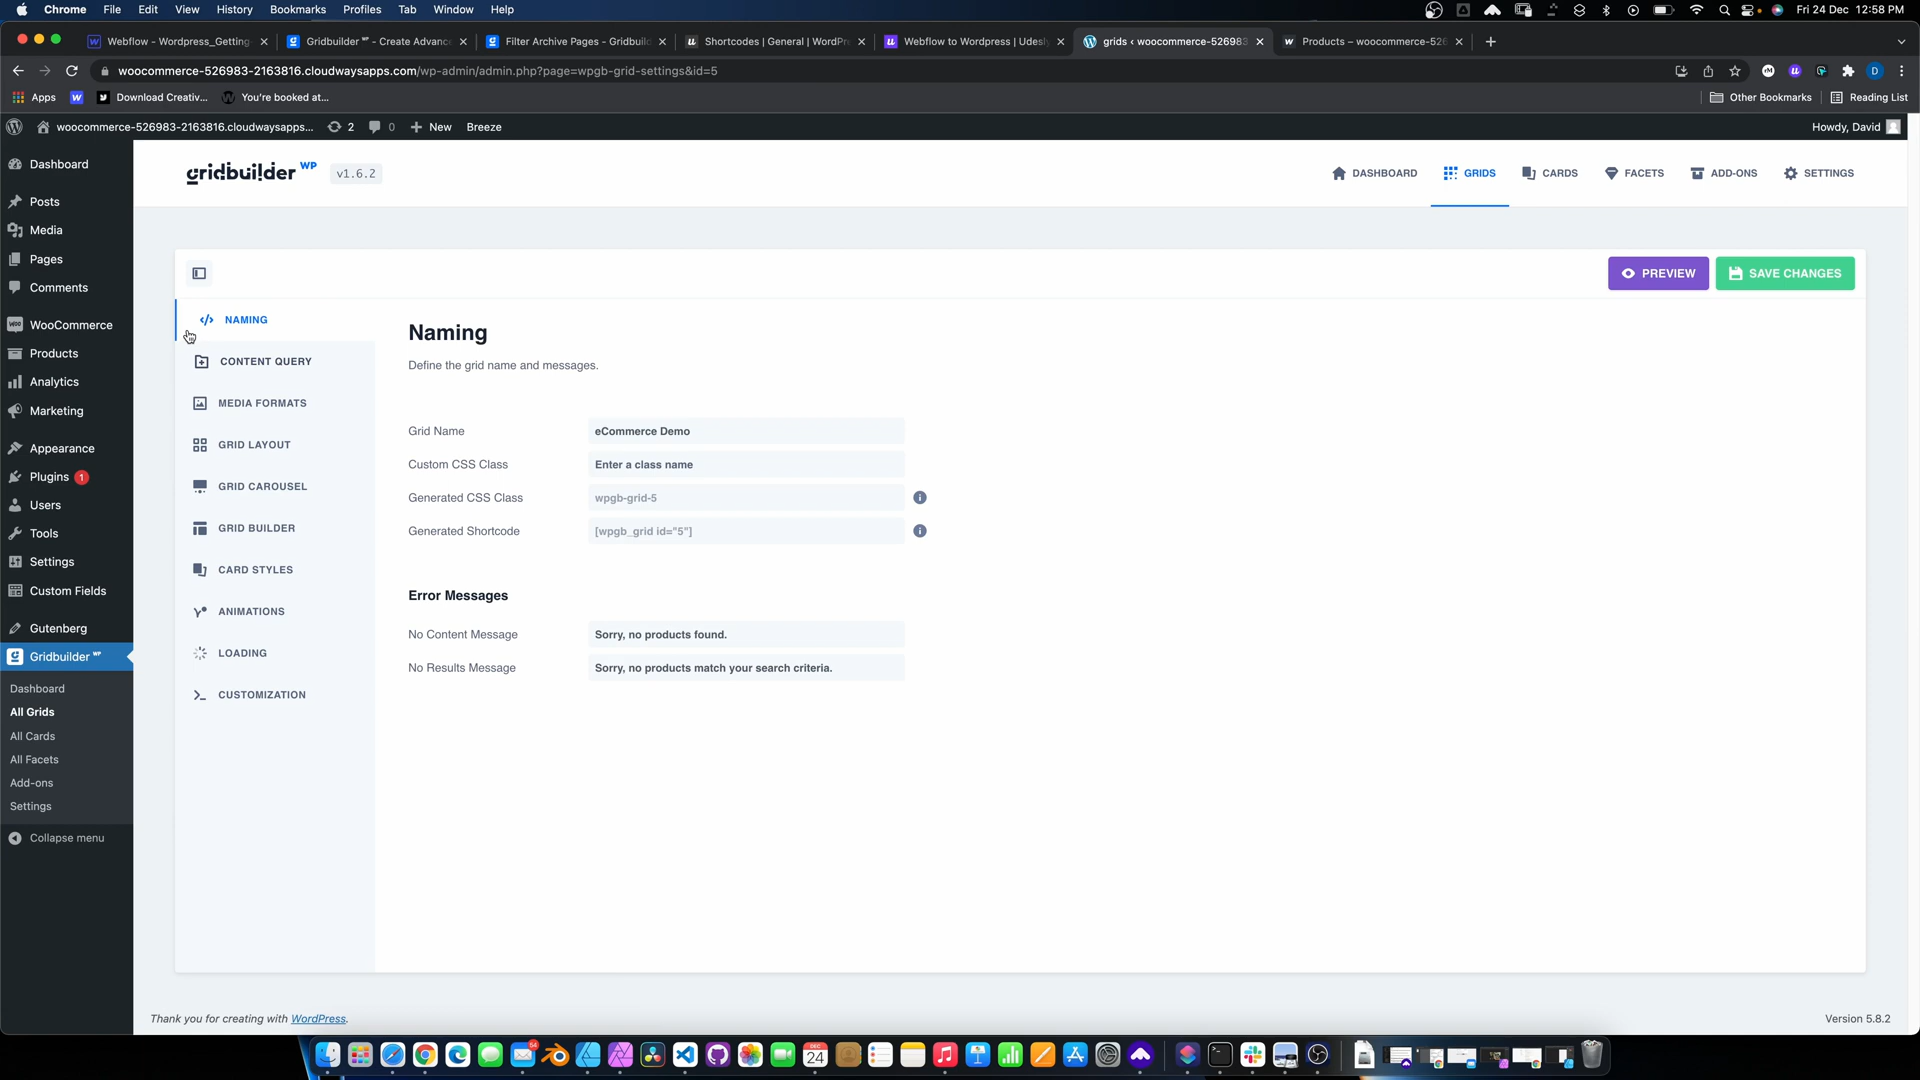 Chrome File Edit View History Bookmarks Profiles Tab Window Help Fri 24 Dec 12:58 PM
Webflow - Wordpress_Getting Gridbuilder ᵂᴾ - Create Advanc Filter Archive Pages - Gridbuil Shortcodes | General | WordPr Webflow to Wordpress | Udesly grids ‹ woocommerce-526983 Products – woocommerce-526
woocommerce-526983-2163816.cloudwaysapps.com/wp-admin/admin.php?page=wpgb-grid-settings&id=5
Apps Download Creativ... You're booked at... Other Bookmarks Reading List
woocommerce-526983-2163816.cloudwaysapps... 2 0 New Breeze Howdy, David
Dashboard
Posts
Media
Pages
Comments
WooCommerce
Products
Analytics
Marketing
Appearance
Plugins 1
Users
Tools
Settings
Custom Fields
Gutenberg
Gridbuilder ᵂᴾ
Dashboard
All Grids
All Cards
All Facets
Add-ons
Settings
Collapse menu
gridbuilder WP v1.6.2
DASHBOARD GRIDS CARDS FACETS ADD-ONS SETTINGS
PREVIEW SAVE CHANGES
NAMING
CONTENT QUERY
MEDIA FORMATS
GRID LAYOUT
GRID CAROUSEL
GRID BUILDER
CARD STYLES
ANIMATIONS
LOADING
CUSTOMIZATION
Naming
Define the grid name and messages.
Grid Name eCommerce Demo
Custom CSS Class Enter a class name
Generated CSS Class wpgb-grid-5
Generated Shortcode [wpgb_grid id="5"]
Error Messages
No Content Message Sorry, no products found.
No Results Message Sorry, no products match your search criteria.
Thank you for creating with WordPress.
Version 5.8.2
DEC
24